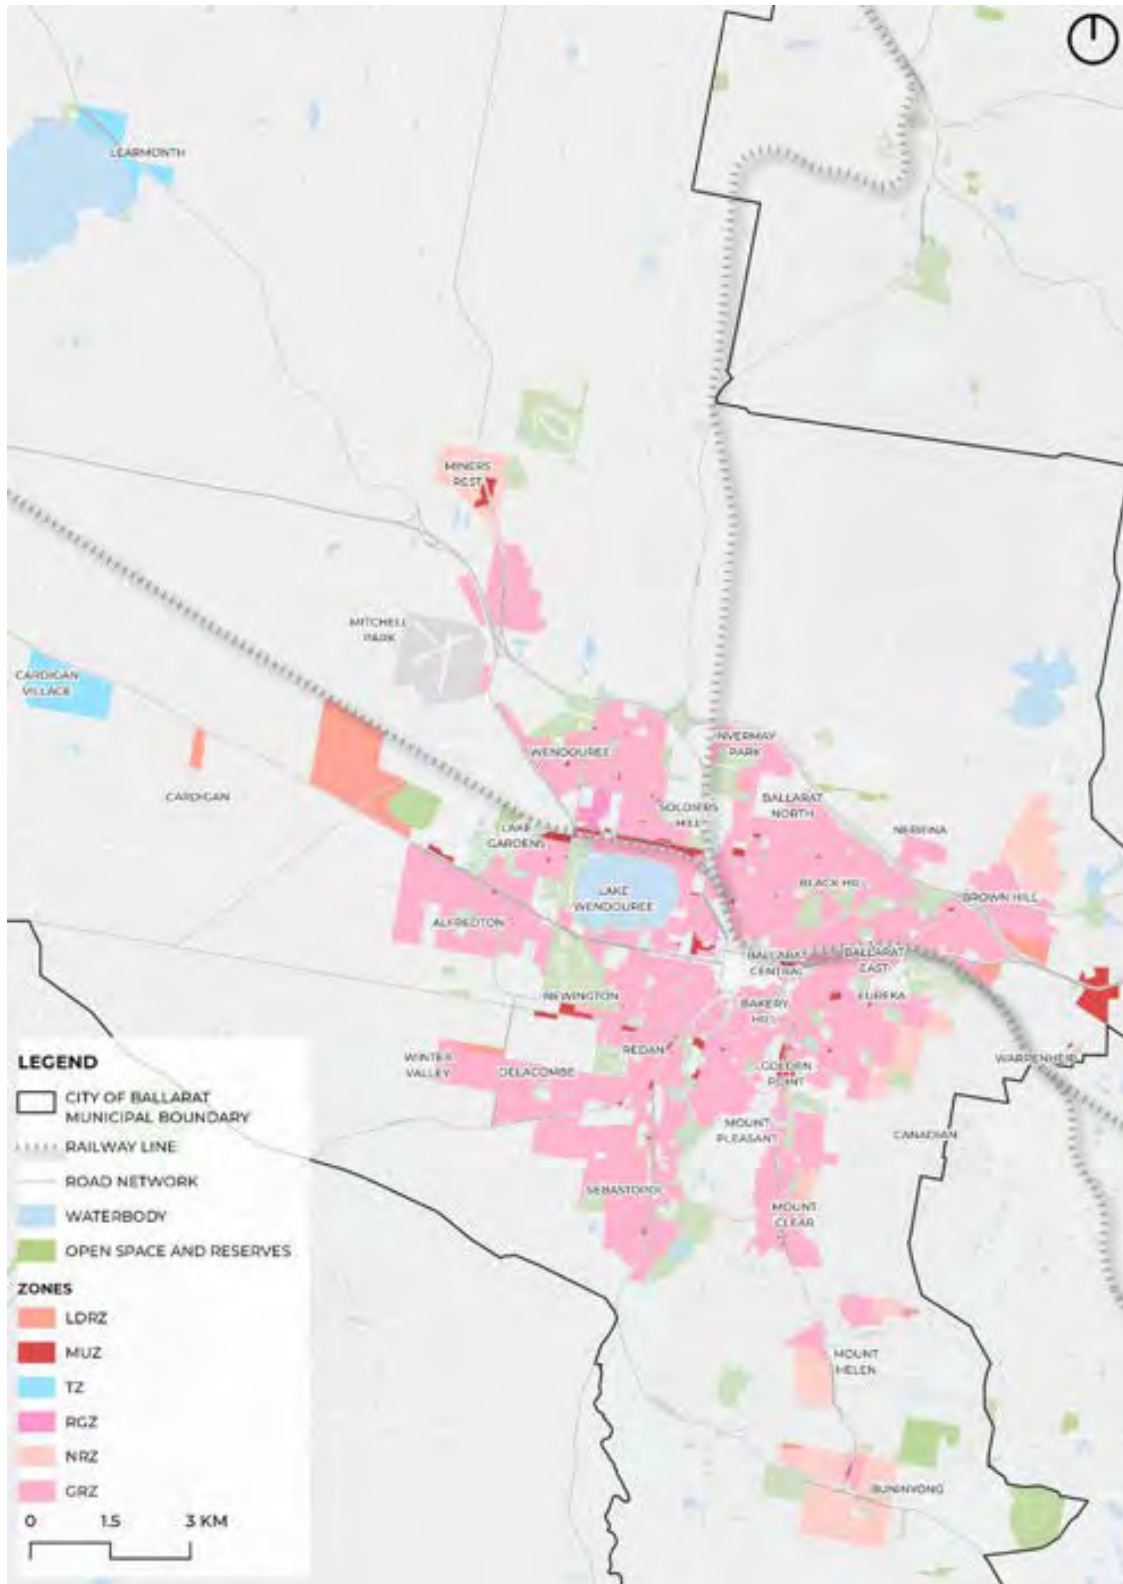 LEARMONTH
MINERS
REST
MITCHELL
PARK
CARDIGAN
VILLAGE
CARDIGAN
WENDOUREE
INVERMAY
PARK
SOLDIERS
HILL
BALLARAT
NORTH
LAKE
GARDENS
NERRINA
BLACK HILL
BROWN HILL
LAKE
WENDOUREE
ALFREDTON
BALLARAT
CENTRAL
BALLARAT
EAST
NEWINGTON
BAKERY
HILL
EUREKA
WINTER
VALLEY
DELACOMBE
REDAN
GOLDEN
POINT
WARRENHEIP
MOUNT
PLEASANT
CANADIAN
SEBASTOPOL
MOUNT
CLEAR
MOUNT
HELEN
BUNINYONG
LEGEND
CITY OF BALLARAT
MUNICIPAL BOUNDARY
RAILWAY LINE
ROAD NETWORK
WATERBODY
OPEN SPACE AND RESERVES
ZONES
LDRZ
MUZ
TZ
RGZ
NRZ
GRZ
0 1.5 3 KM